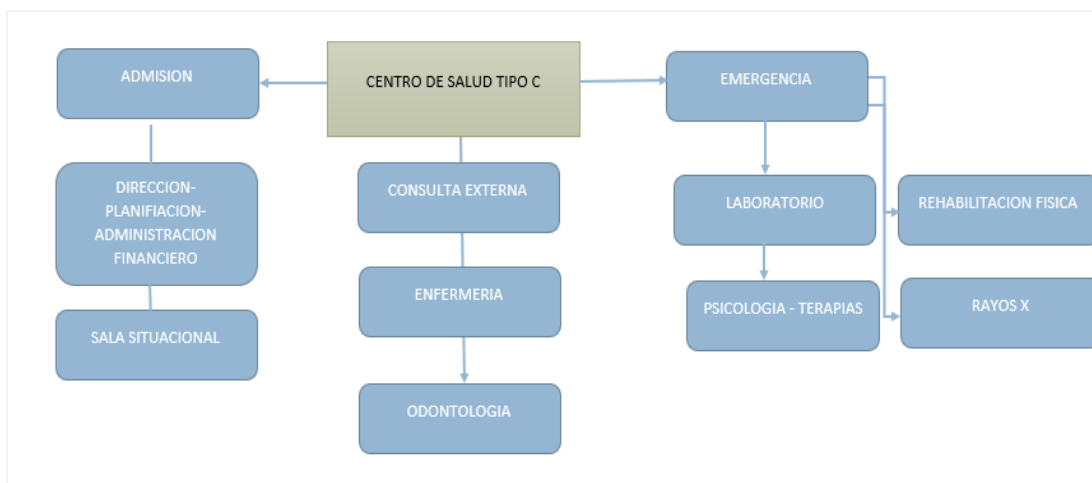 ADMISION
CENTRO DE SALUD TIPO C
EMERGENCIA
DIRECCION-
PLANIFIACION-
ADMINISTRACION
FINANCIERO
CONSULTA EXTERNA
LABORATORIO
REHABILITACION FISICA
SALA SITUACIONAL
ENFERMERIA
PSICOLOGIA - TERAPIAS
RAYOS X
ODONTOLOGIA